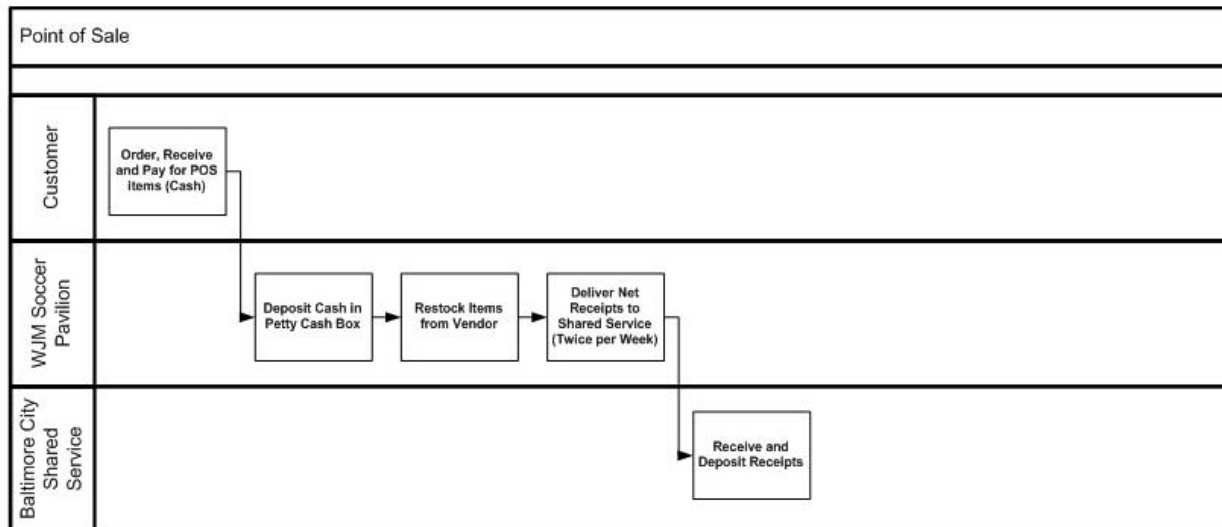 Point of Sale
Customer
Order, Receive
and Pay for POS
items (Cash)
WJM Soccer
Pavilion
Deposit Cash in
Petty Cash Box
Restock Items
from Vendor
Deliver Net
Receipts to
Shared Service
(Twice per Week)
Baltimore City
Shared
Service
Receive and
Deposit Receipts